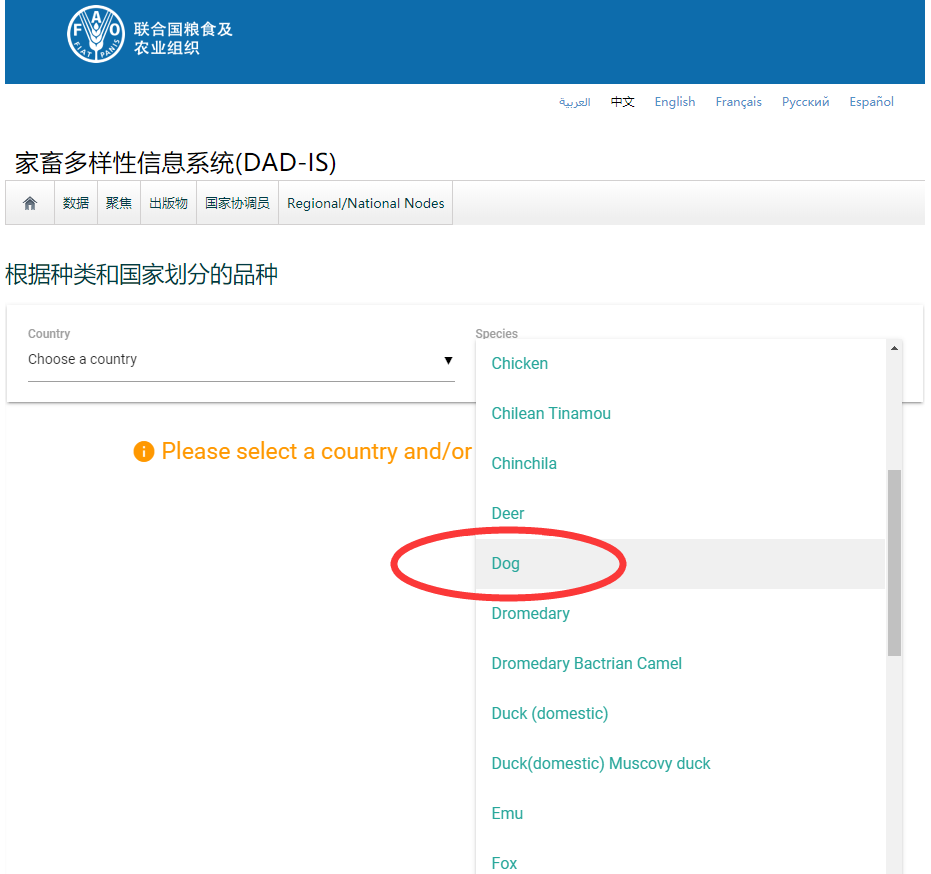 F A O
FIAT PANIS
联合国粮食及
农业组织
العربية 中文 English Français Русский Español
家畜多样性信息系统(DAD-IS)
数据 聚焦 出版物 国家协调员 Regional/National Nodes
根据种类和国家划分的品种
Country
Choose a country
Species
Please select a country and/or
Chicken
Chilean Tinamou
Chinchila
Deer
Dog
Dromedary
Dromedary Bactrian Camel
Duck (domestic)
Duck(domestic) Muscovy duck
Emu
Fox